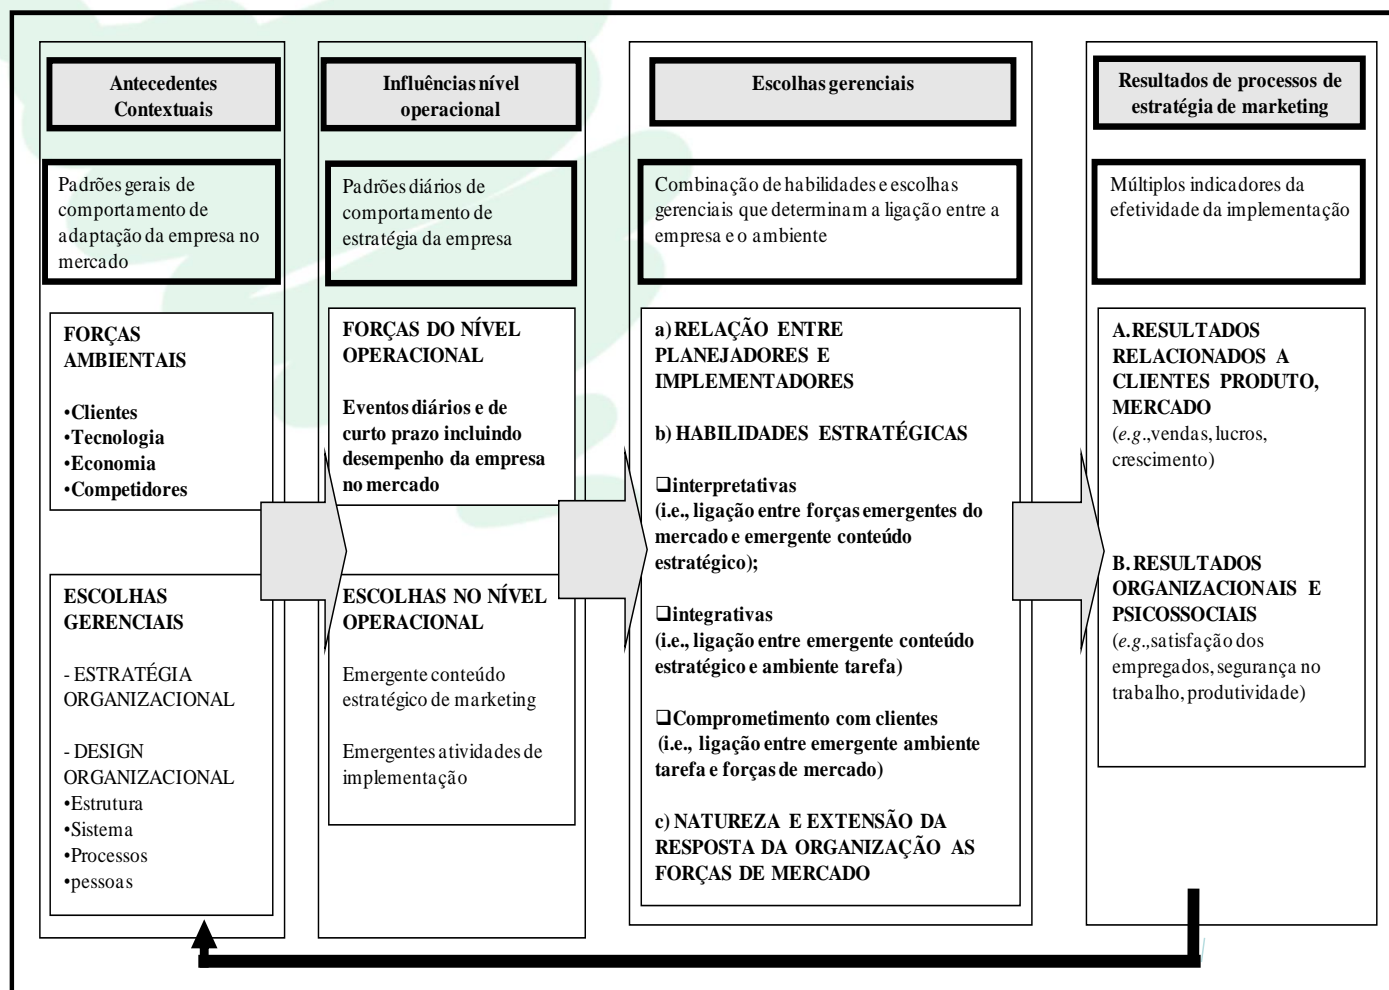 Antecedentes
Contextuais
Padrões gerais de
comportamento de
adaptação da empresa no
mercado
FORÇAS
AMBIENTAIS
•Clientes
•Tecnologia
•Economia
•Competidores
ESCOLHAS
GERENCIAIS
- ESTRATÉGIA
ORGANIZACIONAL
- DESIGN
ORGANIZACIONAL
•Estrutura
•Sistema
•Processos
•pessoas
Influências nível
operacional
Padrões diários de
comportamento de
estratégia da empresa
FORÇAS DO NÍVEL
OPERACIONAL
Eventos diários e de
curto prazo incluindo
desempenho da empresa
no mercado
ESCOLHAS NO NÍVEL
OPERACIONAL
Emergente conteúdo
estratégico de marketing
Emergentes atividades de
implementação
Escolhas gerenciais
Combinação de habilidades e escolhas
gerenciais que determinam a ligação entre a
empresa e o ambiente
a) RELAÇÃO ENTRE
PLANEJADORES E
IMPLEMENTADORES
b) HABILIDADES ESTRATÉGICAS
❑interpretativas
(i.e., ligação entre forças emergentes do
mercado e emergente conteúdo
estratégico);
❑integrativas
(i.e., ligação entre emergente conteúdo
estratégico e ambiente tarefa)
❑Comprometimento com clientes
(i.e., ligação entre emergente ambiente
tarefa e forças de mercado)
c) NATUREZA E EXTENSÃO DA
RESPOSTA DA ORGANIZAÇÃO AS
FORÇAS DE MERCADO
Resultados de processos de
estratégia de marketing
Múltiplos indicadores da
efetividade da implementação
A.RESULTADOS
RELACIONADOS A
CLIENTES PRODUTO,
MERCADO
(e.g.,vendas, lucros,
crescimento)
B. RESULTADOS
ORGANIZACIONAIS E
PSICOSSOCIAIS
(e.g.,satisfação dos
empregados, segurança no
trabalho, produtividade)